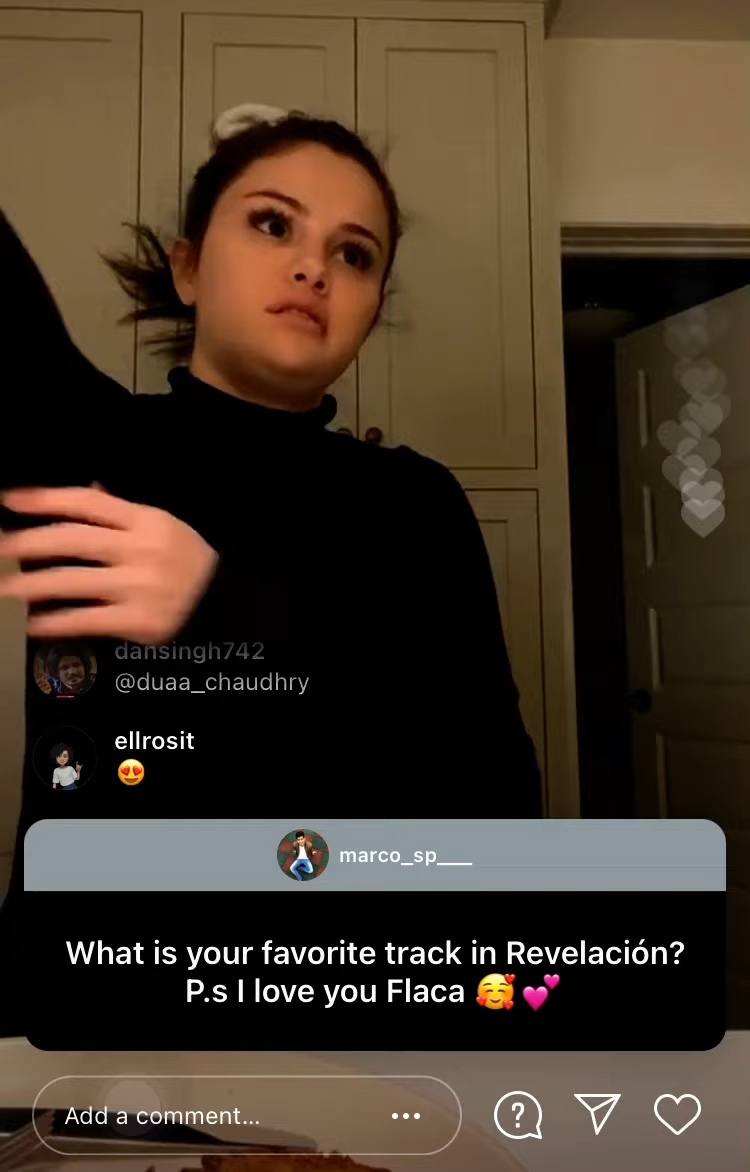 dansingh742
@duaa_chaudhry
ellrosit
😍
marco_sp___
What is your favorite track in Revelación?
P.s I love you Flaca 🥰 💕
Add a comment...